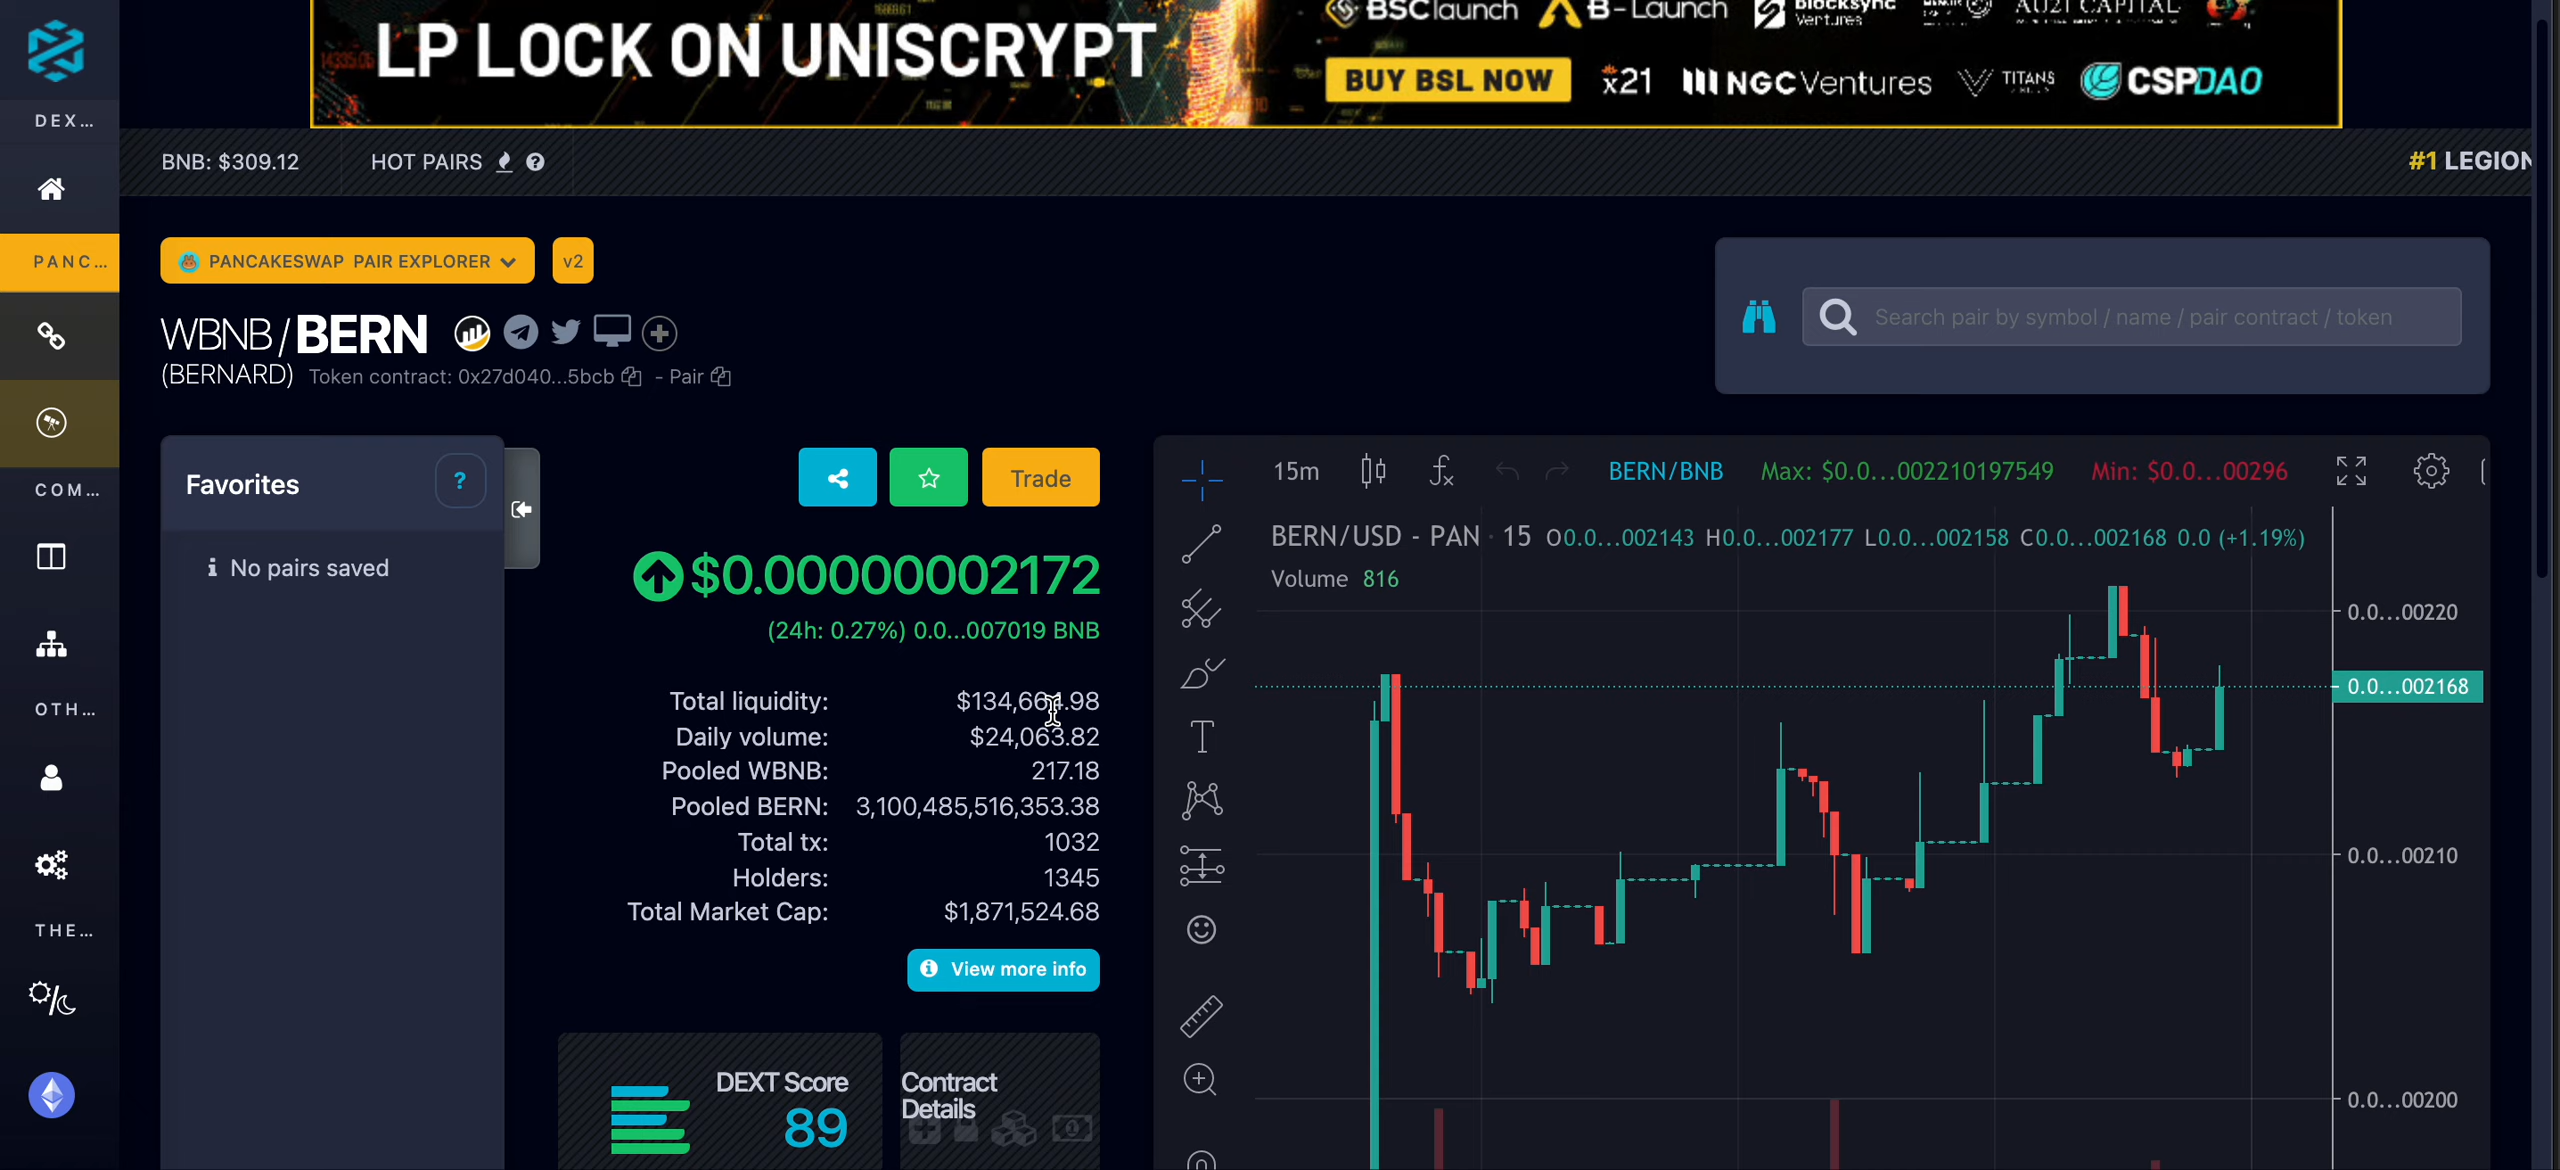 LP LOCK ON UNISCRYPT
BSClaunch B-Launch Blocksync Ventures AU21 CAPITAL
BUY BSL NOW x21 NGC Ventures TITANS CSPDAO
DEX...
BNB: $309.12 HOT PAIRS #1 LEGION
PANC...
PANCAKESWAP PAIR EXPLORER v2
WBNB/BERN
(BERNARD) Token contract: 0x27d040...5bcb - Pair
Search pair by symbol / name / pair contract / token
COM...
OTH...
THE...
Favorites ?
No pairs saved
Trade
$0.00000002172
(24h: 0.27%) 0.0...007019 BNB
Total liquidity:
Daily volume: $24,063.82
Pooled WBNB: 217.18
Pooled BERN: 3,100,485,516,353.38
Total tx: 1032
Holders: 1345
Total Market Cap: $1,871,524.68
View more info
DEXT Score
89
Contract
Details
15m BERN/BNB Max: $0.0...002210197549 Min: $0.0...00296
BERN/USD - PAN · 15 O0.0...002143 H0.0...002177 L0.0...002158 C0.0...002168 0.0 (+1.19%)
Volume 816
0.0...00220
0.0...002168
0.0...00210
0.0...00200